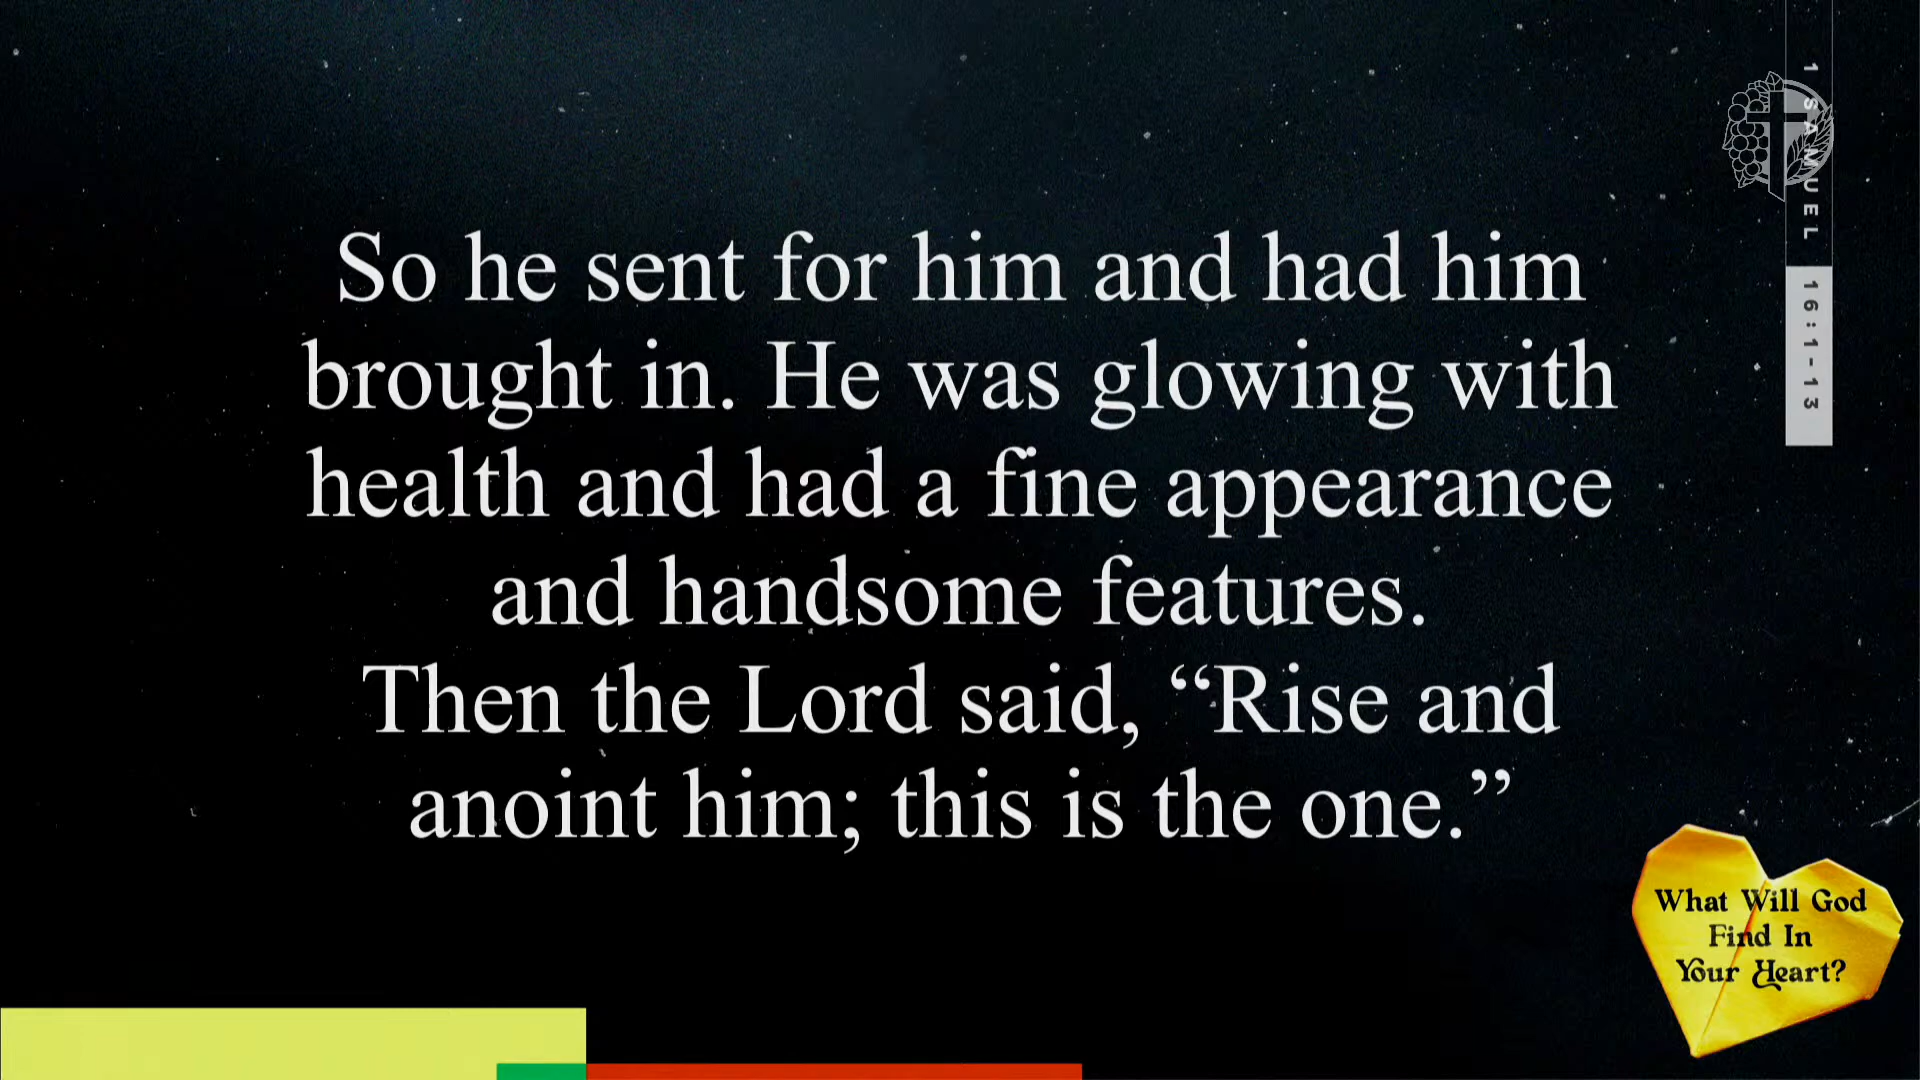 1 SAMUEL 16:1-13
So he sent for him and had him
brought in. He was glowing with
health and had a fine appearance
and handsome features.
Then the Lord said, “Rise and
anoint him; this is the one.”
What Will God
Find In
Your Heart?